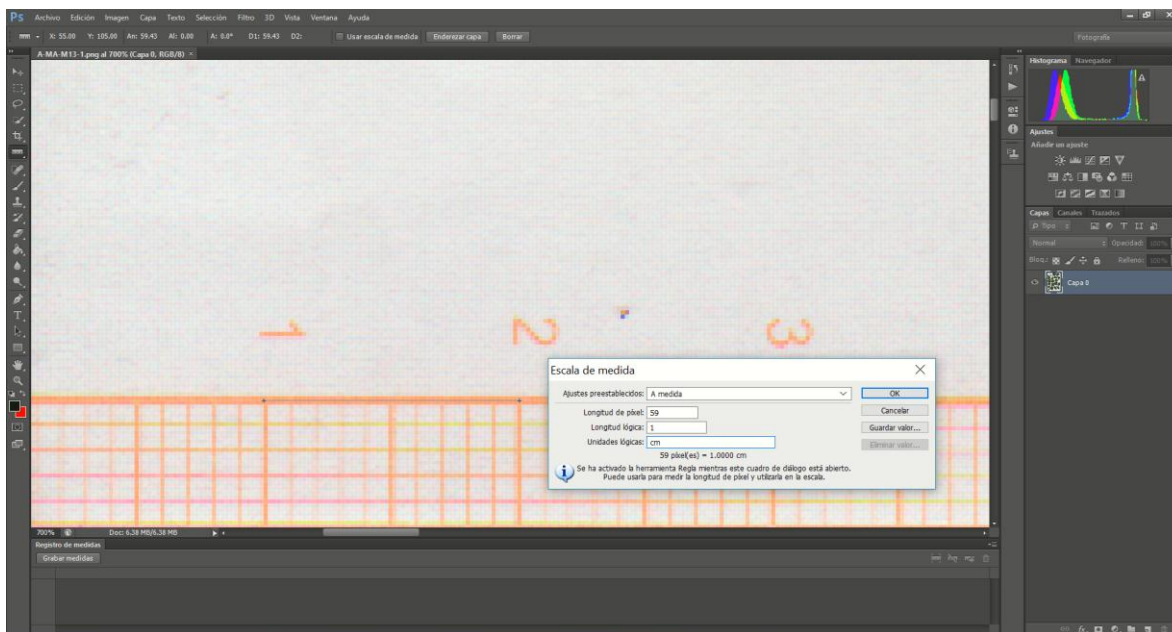 Ps Archivo Edición Imagen Capa Texto Selección Filtro 3D Vista Ventana Ayuda
mm X: 55.00 Y: 105.00 An: 59.43 Al: 0.00 A: 0.0° D1: 59.43 D2: Usar escala de medida Enderezar capa Borrar Fotografía
A-MA-M13-1.png al 700% (Capa 0, RGB/8) ×
Histograma Navegador
Ajustes
Añadir un ajuste
Capas Canales Trazados
Tipo
Normal Opacidad: 100%
Bloq.: Relleno: 100%
Capa 0
1 2 3
Escala de medida
Ajustes preestablecidos: A medida OK
Longitud de píxel: 59 Cancelar
Longitud lógica: 1 Guardar valor...
Unidades lógicas: cm Eliminar valor...
59 píxel(es) = 1.0000 cm
Se ha activado la herramienta Regla mientras este cuadro de diálogo está abierto.
Puede usarla para medir la longitud de píxel y utilizarla en la escala.
700% Doc: 6.38 MB/6.38 MB
Registro de medidas
Grabar medidas